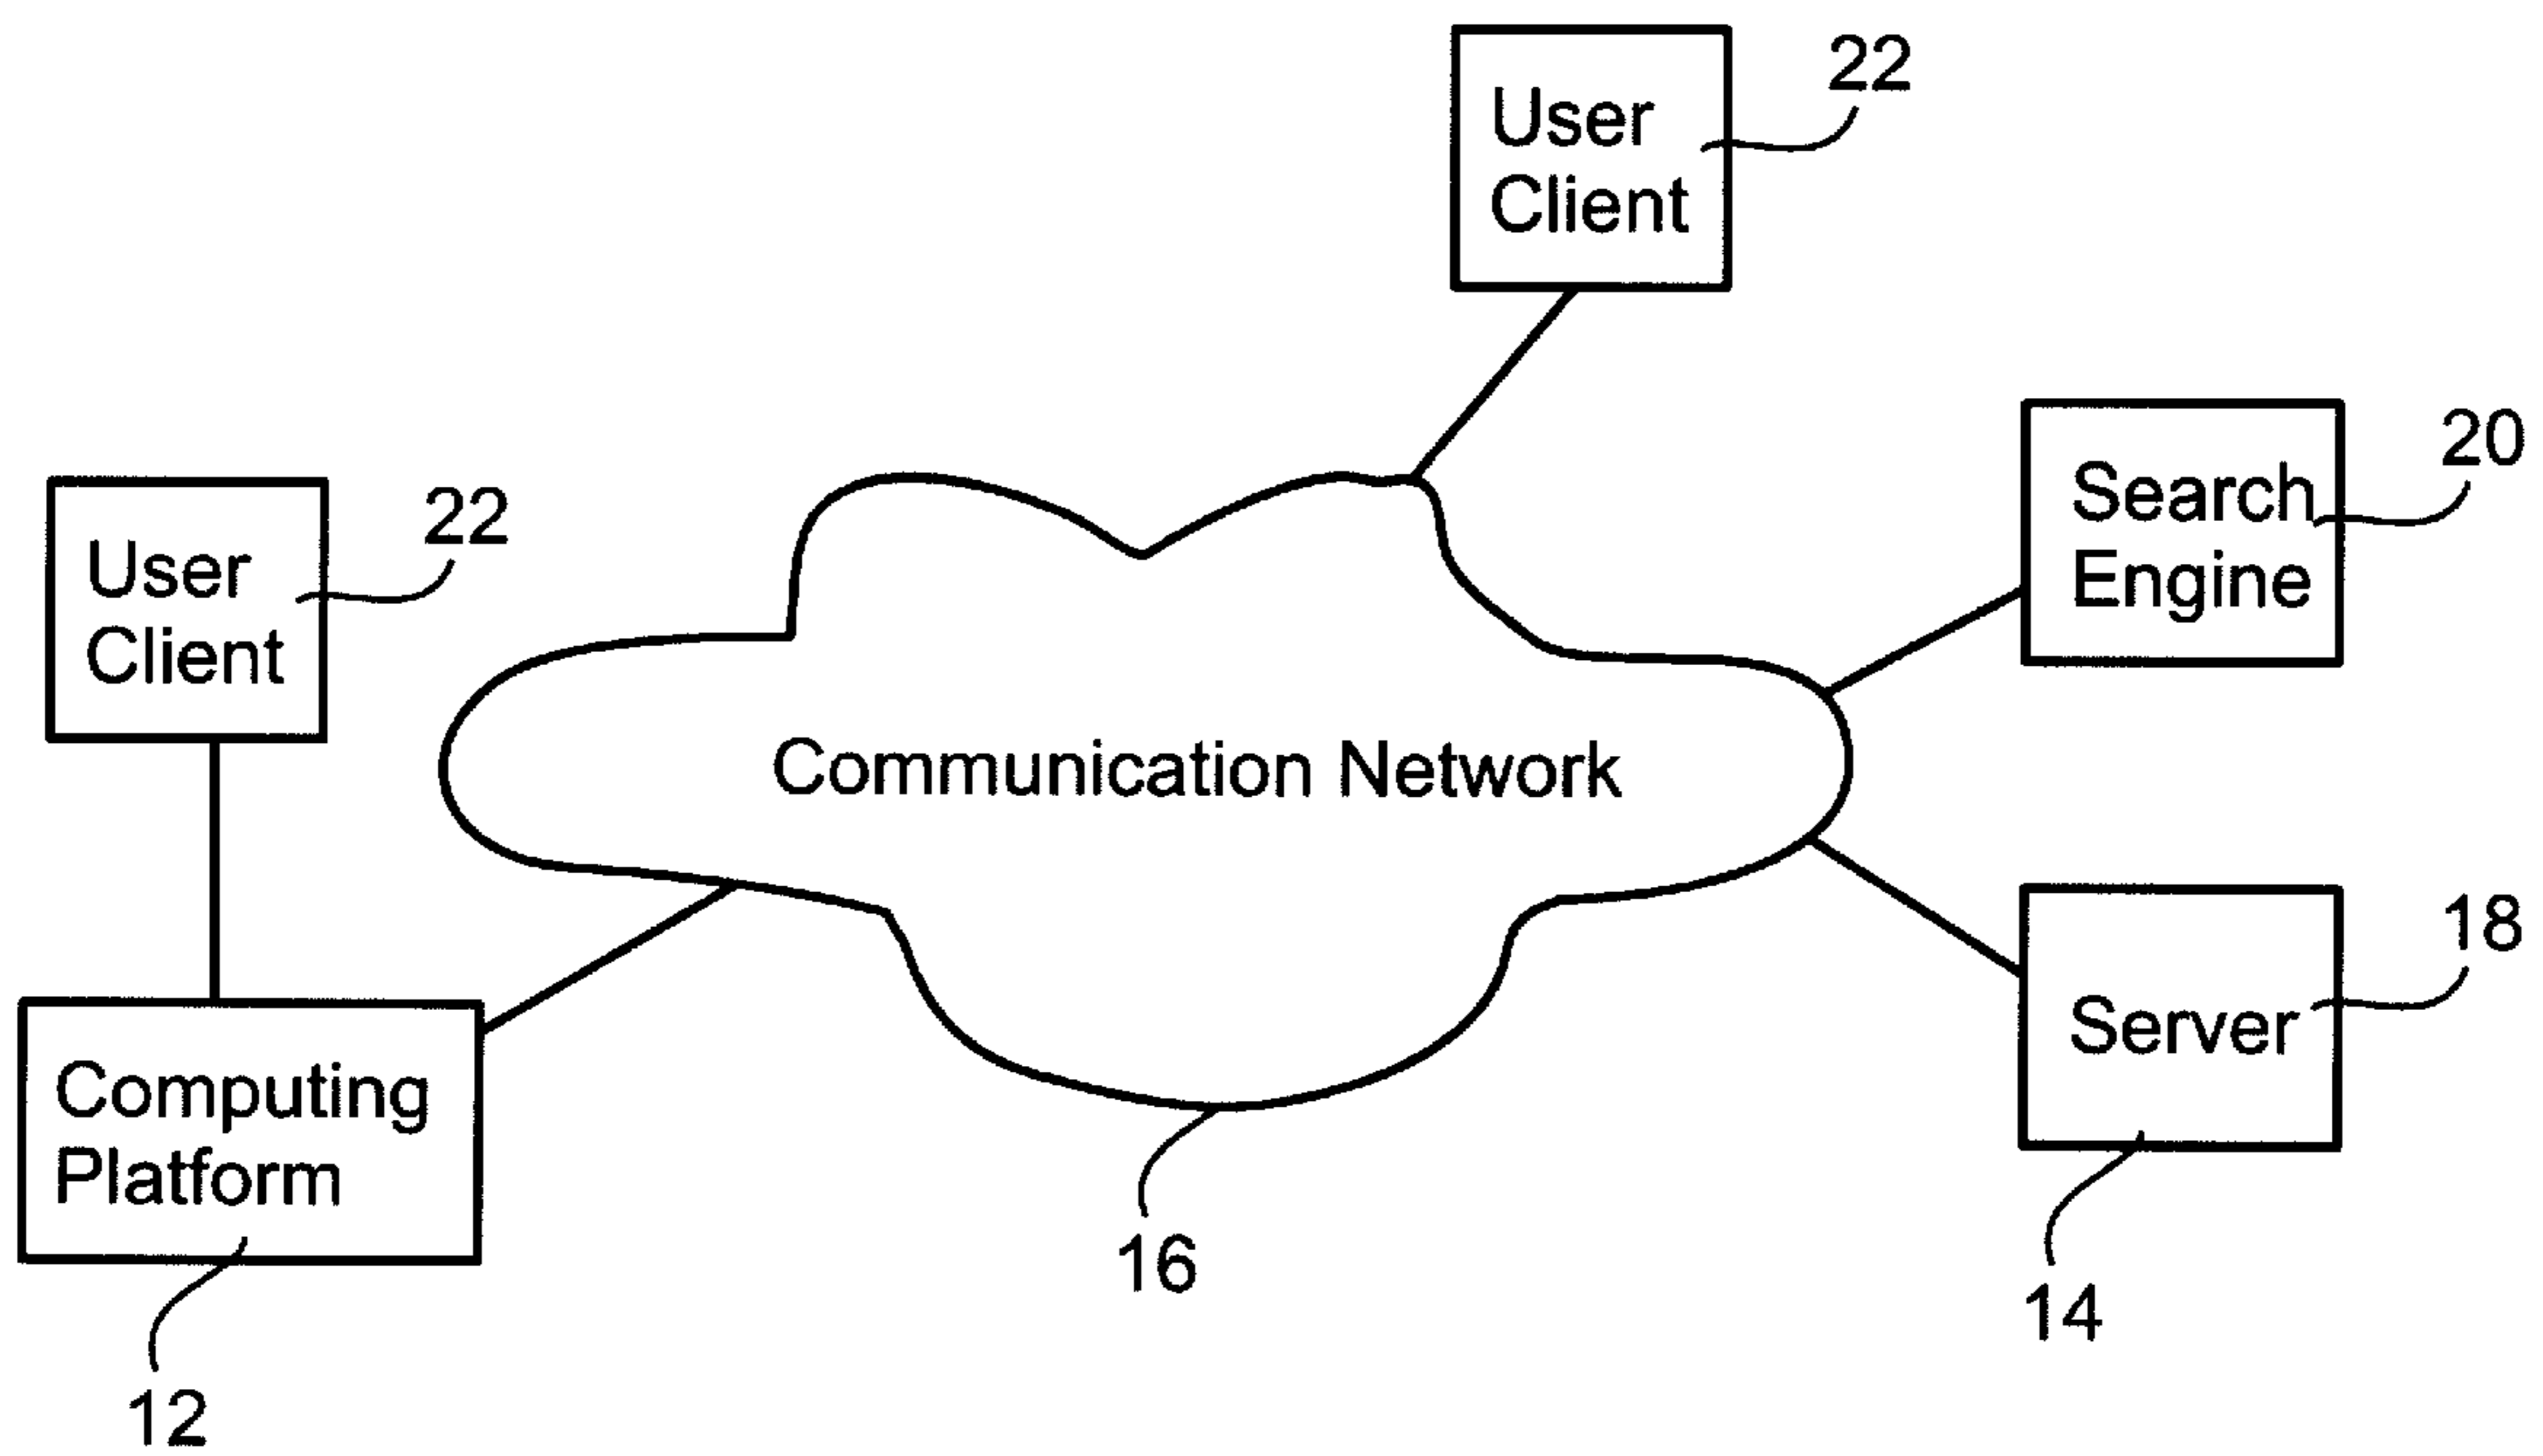 User
Client
22
Search
Engine
20
User
Client
22
Communication Network
Server
18
Computing
Platform
12
16
14